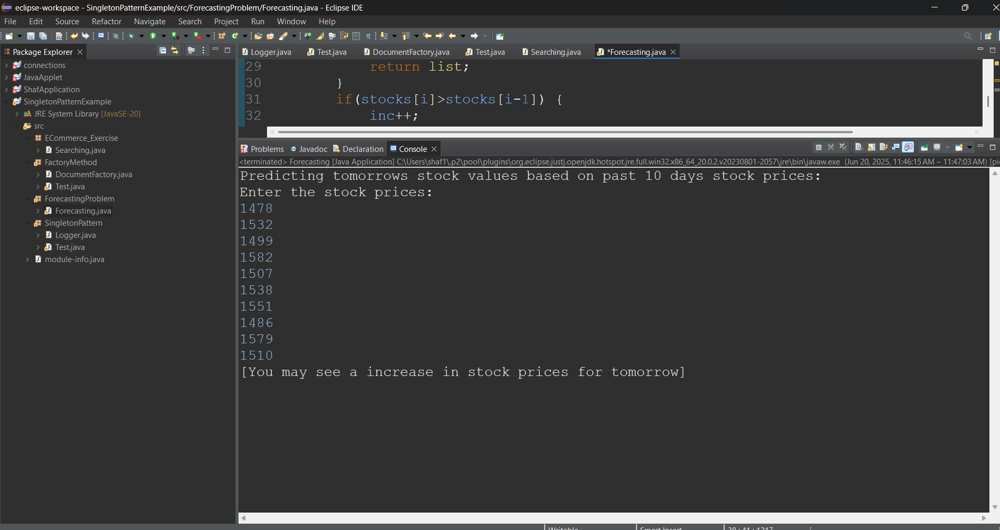 eclipse-workspace - SingletonPatternExample/src/ForecastingProblem/Forecasting.java - Eclipse IDE
File Edit Source Refactor Navigate Search Project Run Window Help
Package Explorer
connections
JavaApplet
ShafApplication
SingletonPatternExample
JRE System Library [JavaSE-20]
src
ECommerce_Exercise
Searching.java
FactoryMethod
DocumentFactory.java
Test.java
ForecastingProblem
Forecasting.java
SingletonPattern
Logger.java
Test.java
module-info.java
Logger.java Test.java DocumentFactory.java Test.java Searching.java *Forecasting.java
29 return list;
30 }
31 if(stocks[i]>stocks[i-1]) {
32 inc++;
Problems Javadoc Declaration Console
<terminated> Forecasting [Java Application] C:\Users\shaf1\.p2\pool\plugins\org.eclipse.justj.openjdk.hotspot.jre.full.win32.x86_64_20.0.2.v20230801-2057\jre\bin\javaw.exe (Jun 20, 2025, 11:46:15 AM – 11:47:03 AM) [pi
Predicting tomorrows stock values based on past 10 days stock prices:
Enter the stock prices:
1478
1532
1499
1582
1507
1538
1551
1486
1579
1510
[You may see a increase in stock prices for tomorrow]
Writable Smart Insert